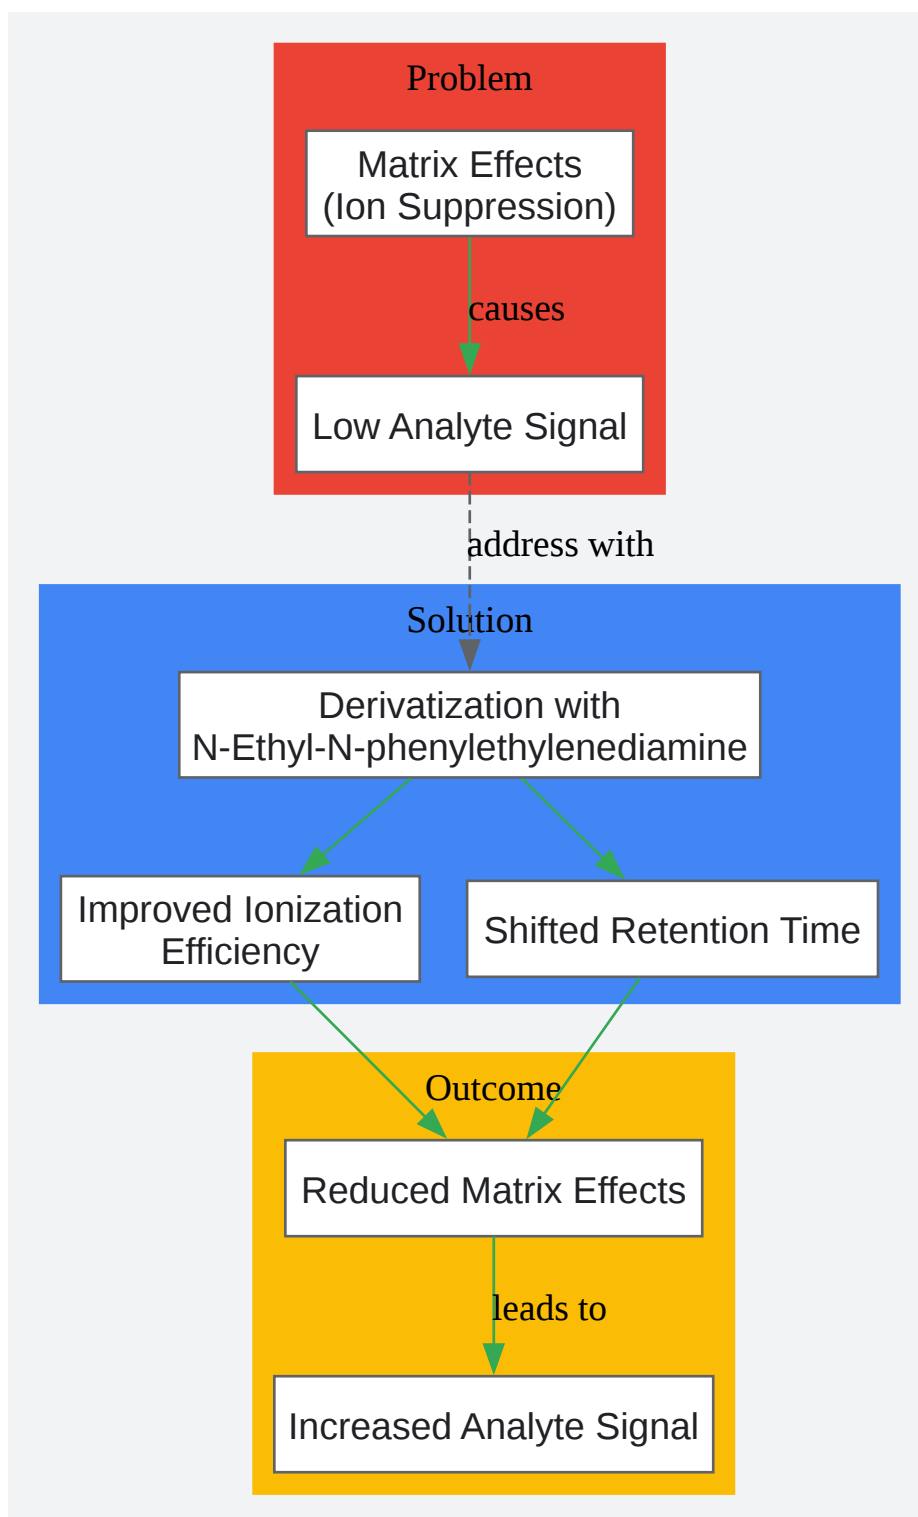 Problem
Matrix Effects
(Ion Suppression)
causes
Low Analyte Signal
address with
Solution
Derivatization with
N-Ethyl-N-phenylethylenediamine
Improved Ionization
Efficiency
Shifted Retention Time
Outcome
Reduced Matrix Effects
leads to
Increased Analyte Signal